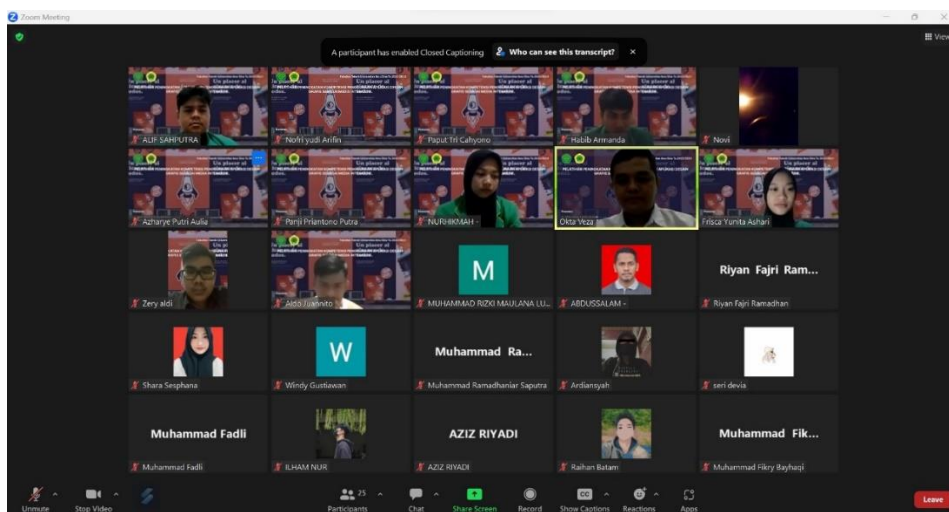 Zoom Meeting
View
A participant has enabled Closed Captioning
Who can see this transcript?
ALIF SAHPUTRA
Nofri yudi Arifin
Paput Tri Cahyono
Habib Armanda
Novi
Azharye Putri Aulia
Panji Priantono Putra
NURHIKMAH -
Okta Veza
Frisca Yunita Ashari
Zery aldi
Aldo Juannito
M
MUHAMMAD RIZKI MAULANA LU...
ABDUSSALAM -
Riyan Fajri Ram...
Riyan Fajri Ramadhan
Shara Sesphana
W
Windy Gustiawan
Muhammad Ra...
Muhammad Ramadhaniar Saputra
Ardiansyah
seri devia
Muhammad Fadli
Muhammad Fadli
ILHAM NUR
AZIZ RIYADI
AZIZ RIYADI
Raihan Batam
Muhammad Fik...
Muhammad Fikry Bayhaqi
Unmute
Stop Video
25
Participants
Chat
Share Screen
Record
CC
Show Captions
Reactions
Apps
Leave